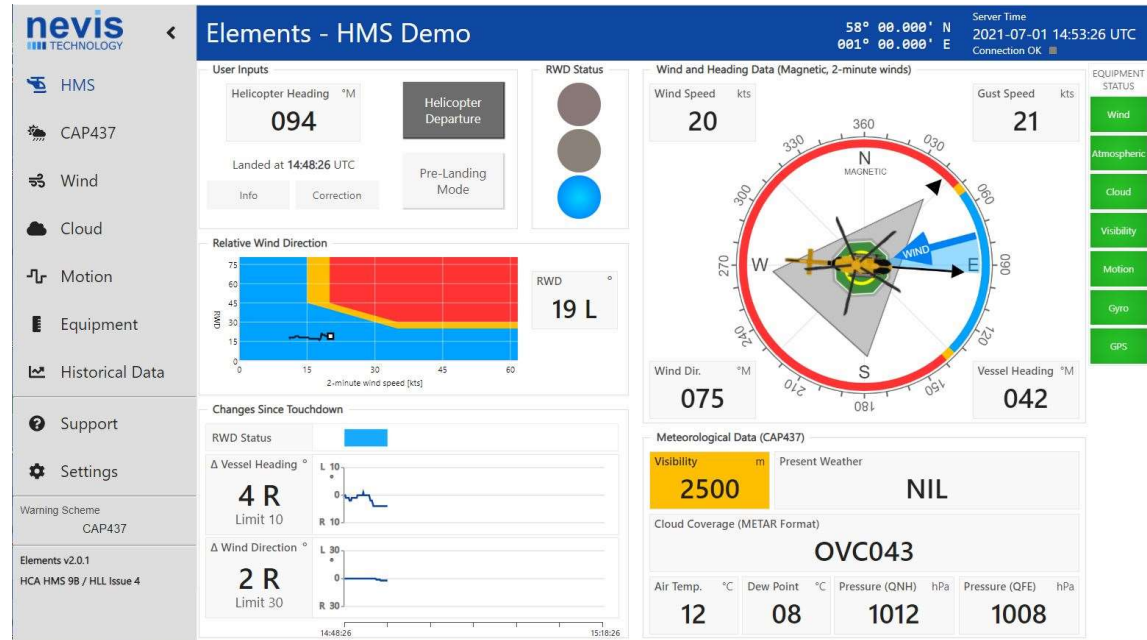 nevis
TECHNOLOGY
Elements - HMS Demo
58° 00.000' N
001° 00.000' E
Server Time
2021-07-01 14:53:26 UTC
Connection OK
HMS
CAP437
Wind
Cloud
Motion
Equipment
Historical Data
Support
Settings
Warning Scheme
CAP437
Elements v2.0.1
HCA HMS 9B / HLL Issue 4
User Inputs
Helicopter Heading °M
094
Landed at 14:48:26 UTC
Info
Correction
Helicopter
Departure
Pre-Landing
Mode
RWD Status
Relative Wind Direction
RWD
75
60
45
30
15
0
0 15 30 45 60
2-minute wind speed [kts]
RWD °
19 L
Changes Since Touchdown
RWD Status
Δ Vessel Heading °
4 R
Limit 10
L 10
°
0
R 10
Δ Wind Direction °
2 R
Limit 30
L 30
°
0
R 30
14:48:26 15:18:26
Wind and Heading Data (Magnetic, 2-minute winds)
Wind Speed kts
20
Gust Speed kts
21
360
030
060
090
120
150
180
210
240
270
300
330
N
MAGNETIC
W
E
S
WIND
Wind Dir. °M
075
Vessel Heading °M
042
Meteorological Data (CAP437)
Visibility m
2500
Present Weather
NIL
Cloud Coverage (METAR Format)
OVC043
Air Temp. °C
12
Dew Point °C
08
Pressure (QNH) hPa
1012
Pressure (QFE) hPa
1008
EQUIPMENT
STATUS
Wind
Atmospheric
Cloud
Visibility
Motion
Gyro
GPS